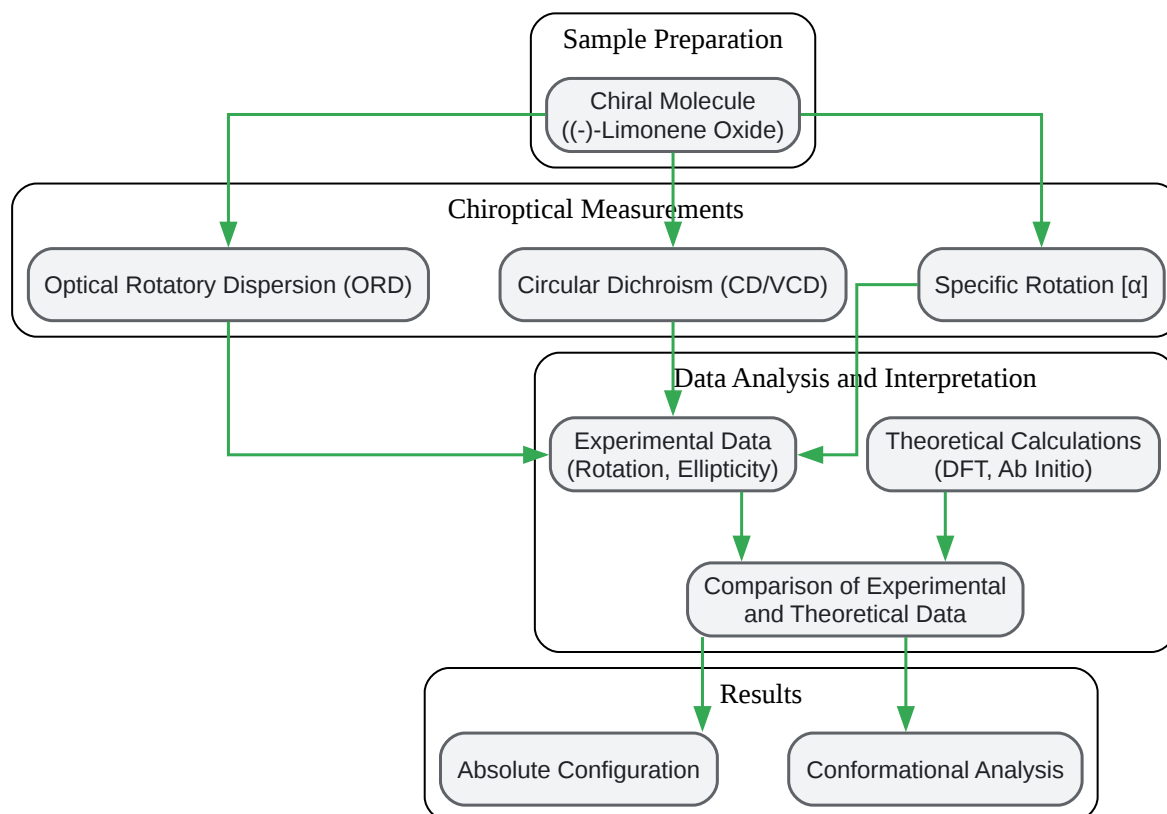 Sample Preparation
Chiral Molecule
((-)-Limonene Oxide)
Chiroptical Measurements
Optical Rotatory Dispersion (ORD)
Circular Dichroism (CD/VCD)
Specific Rotation [α]
Data Analysis and Interpretation
Experimental Data
(Rotation, Ellipticity)
Theoretical Calculations
(DFT, Ab Initio)
Comparison of Experimental
and Theoretical Data
Results
Absolute Configuration
Conformational Analysis